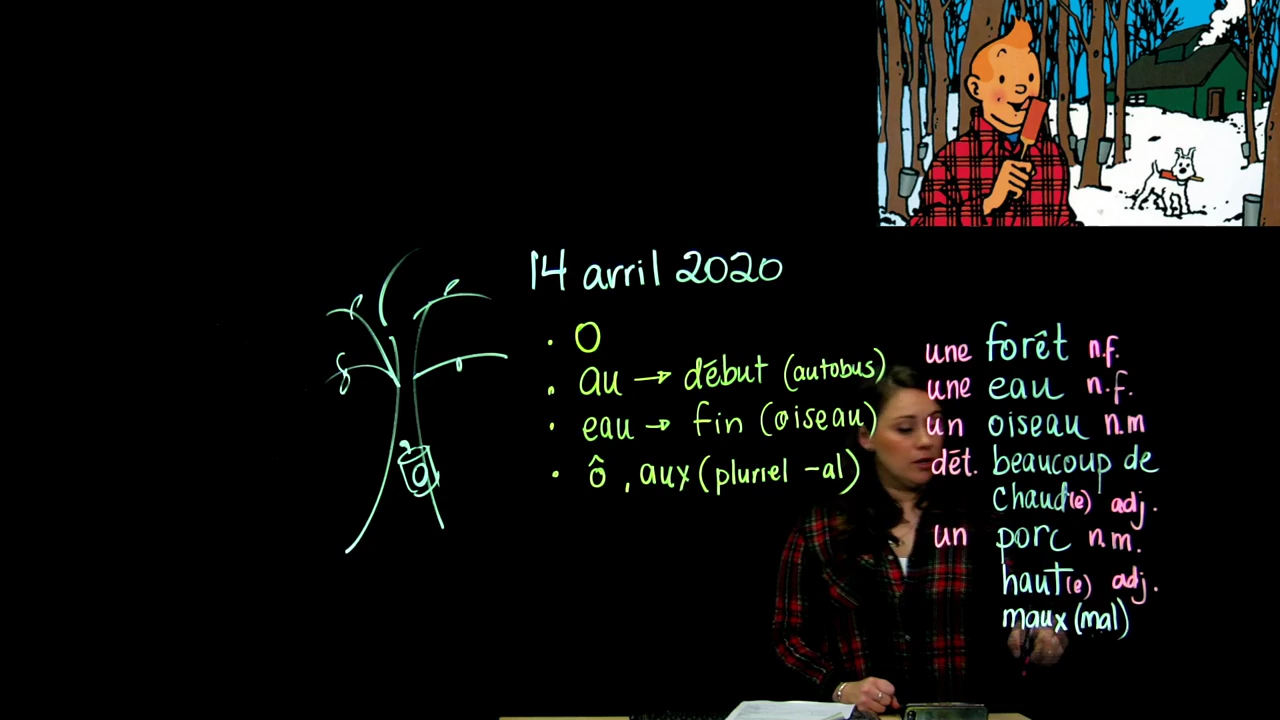 14 avril 2020
· O
· au → début (autobus)
· eau → fin (oiseau)
· ô, aux (pluriel -al)
une forêt n.f.
une eau n.f.
un oiseau n.m
dét. beaucoup de
chaud(e) adj.
un porc n.m.
haut(e) adj.
maux (mal)